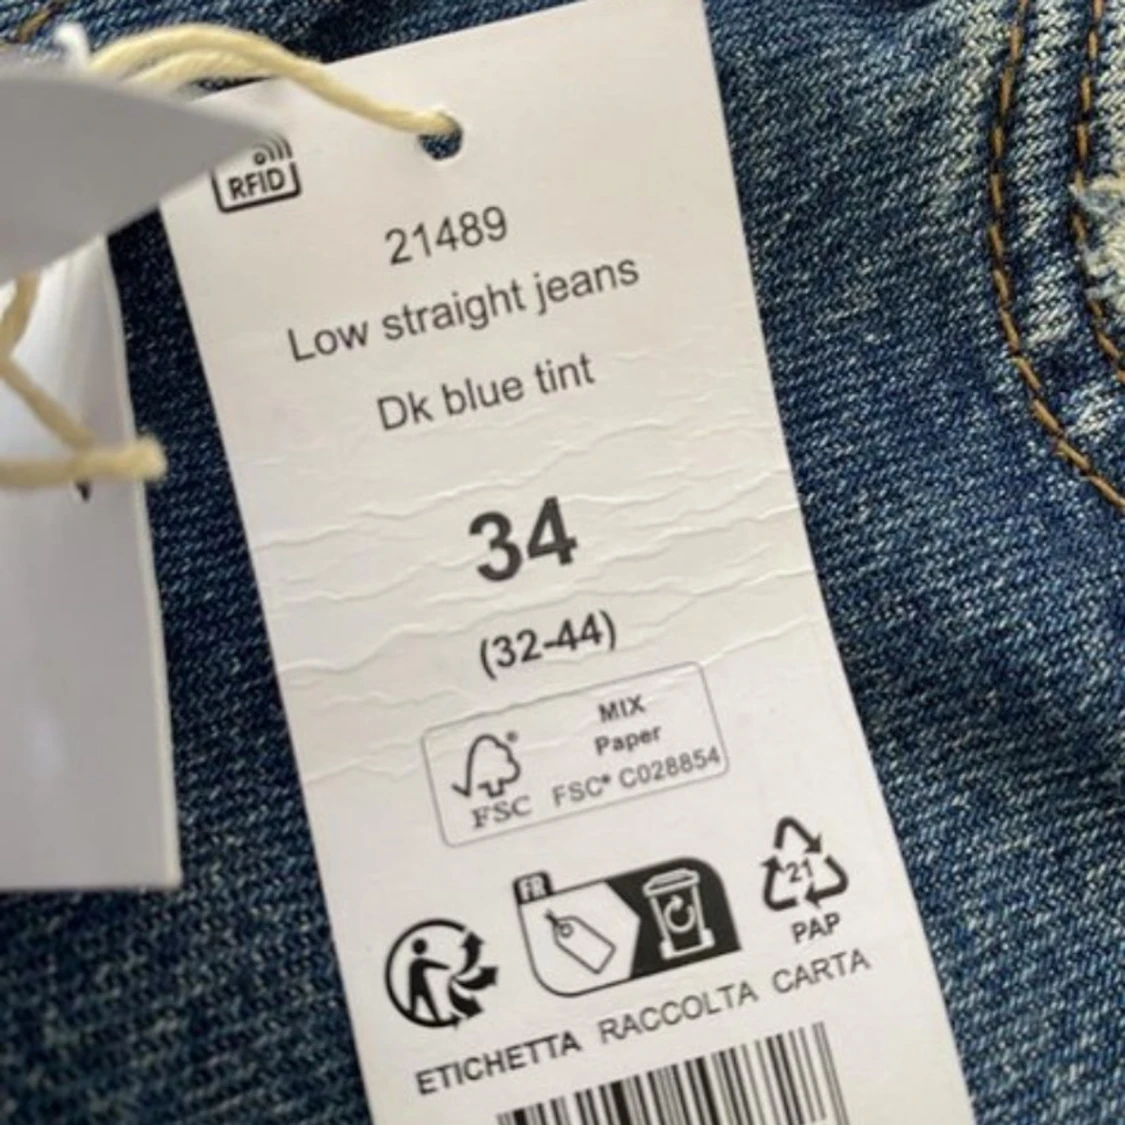 RFID
21489
Low straight jeans
Dk blue tint
34
(32-44)
MIX
Paper
FSC® C028854
FSC®
FR
21
PAP
ETICHETTA RACCOLTA CARTA